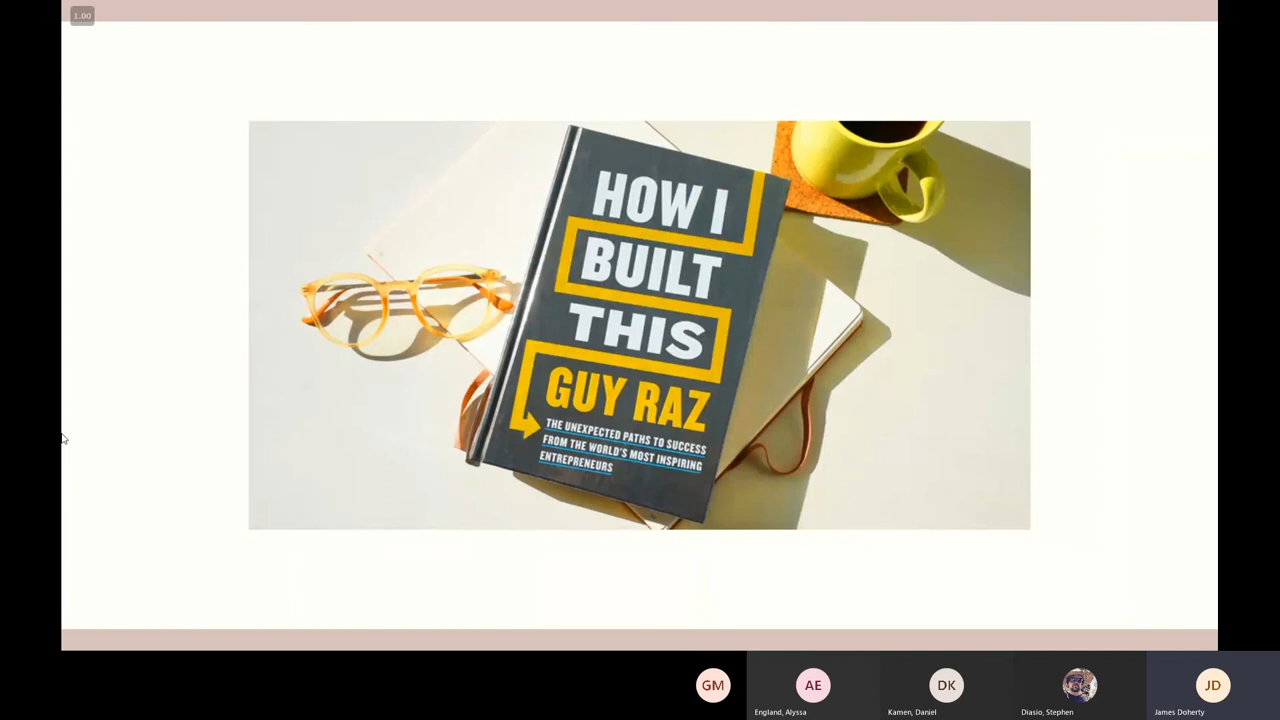 1.00
HOW I
BUILT
THIS
GUY RAZ
THE UNEXPECTED PATHS TO SUCCESS
FROM THE WORLD'S MOST INSPIRING
ENTREPRENEURS
GM
AE
DK
JD
England, Alyssa
Kamen, Daniel
Diasio, Stephen
James Doherty